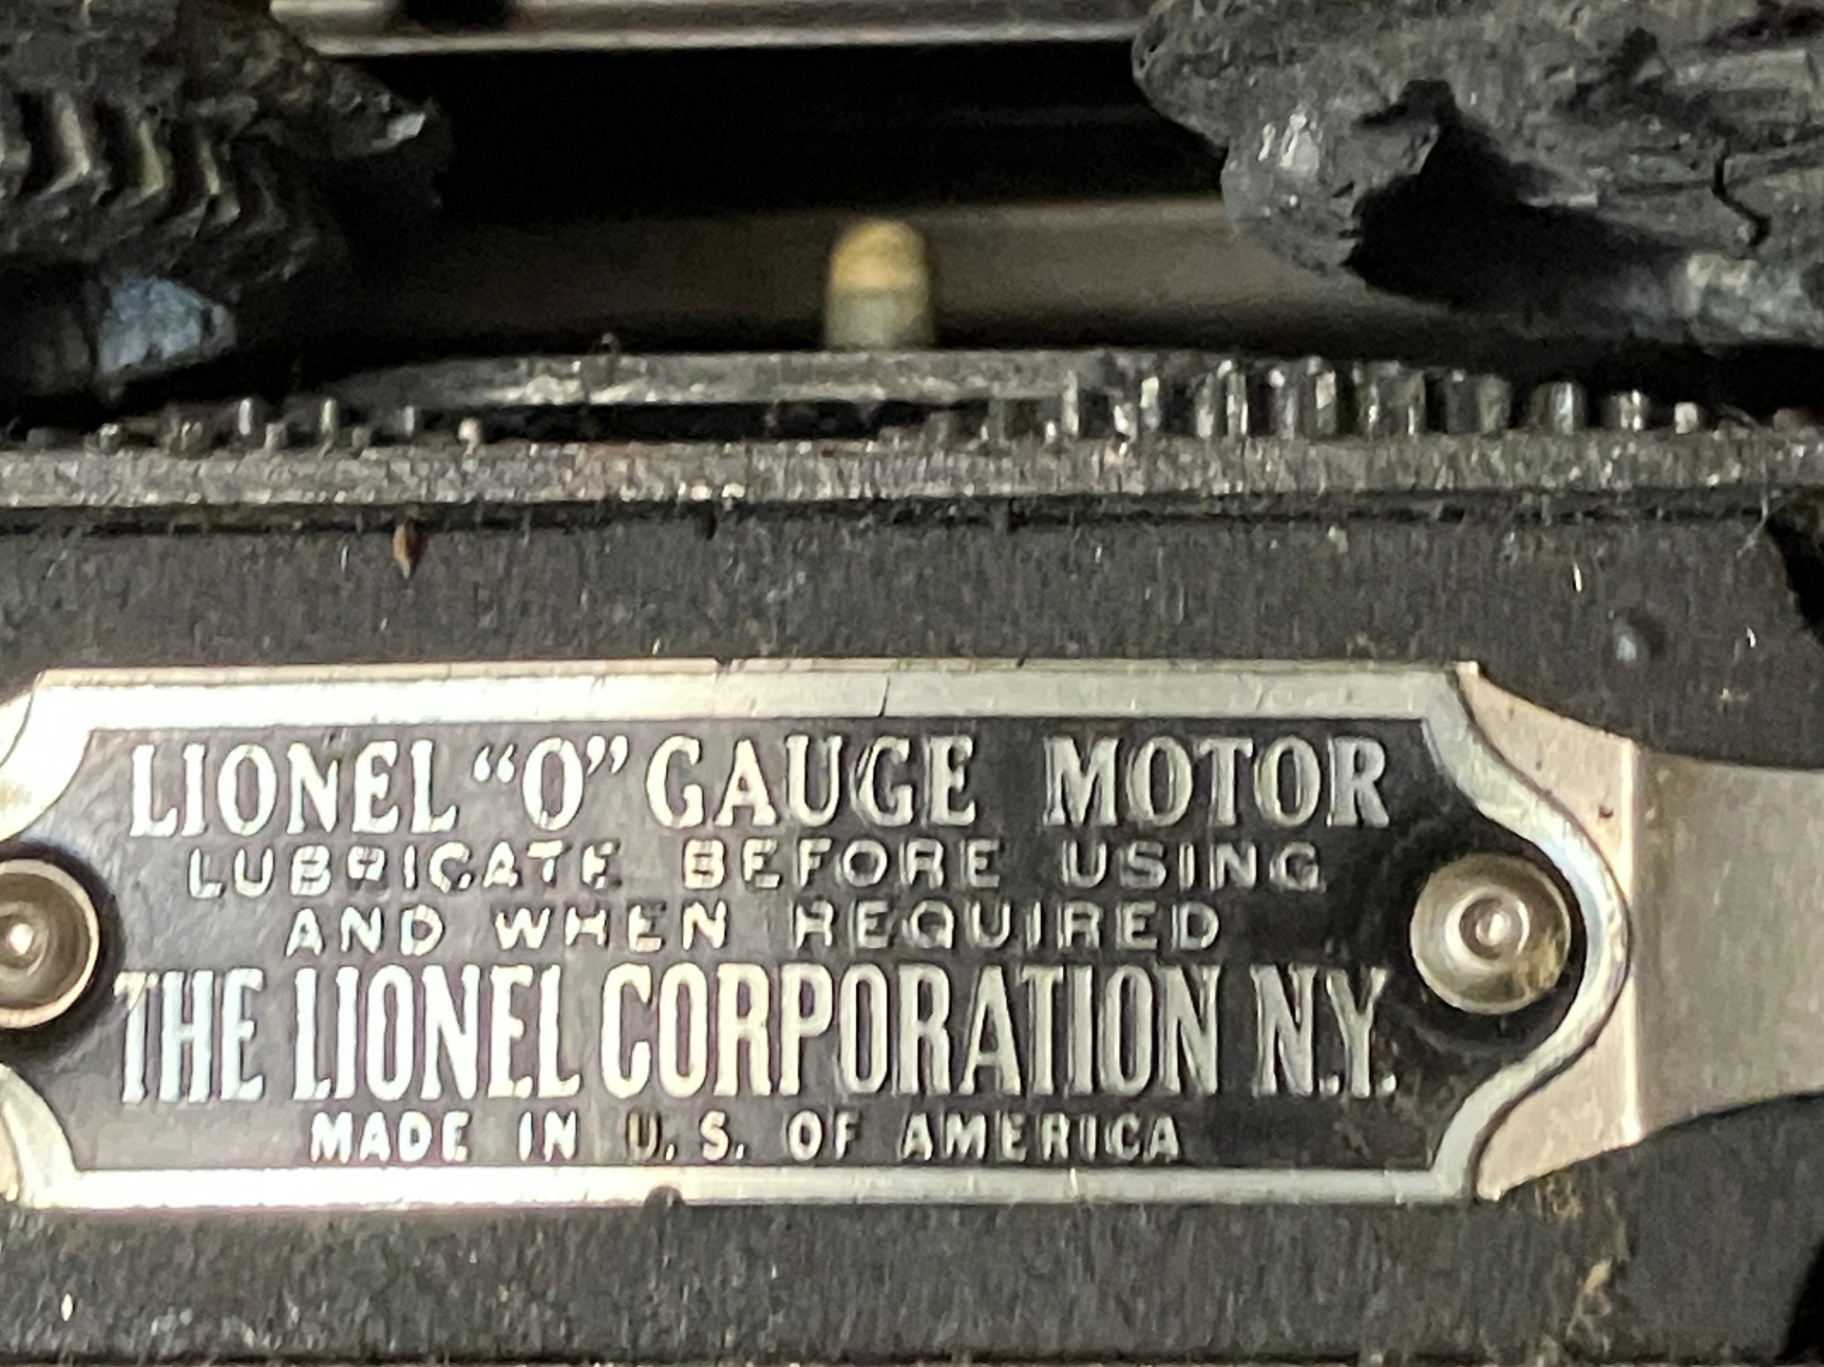 LIONEL “O” GAUGE MOTOR
LUBRICATE BEFORE USING
AND WHEN REQUIRED
THE LIONEL CORPORATION N.Y.
MADE IN U.S. OF AMERICA